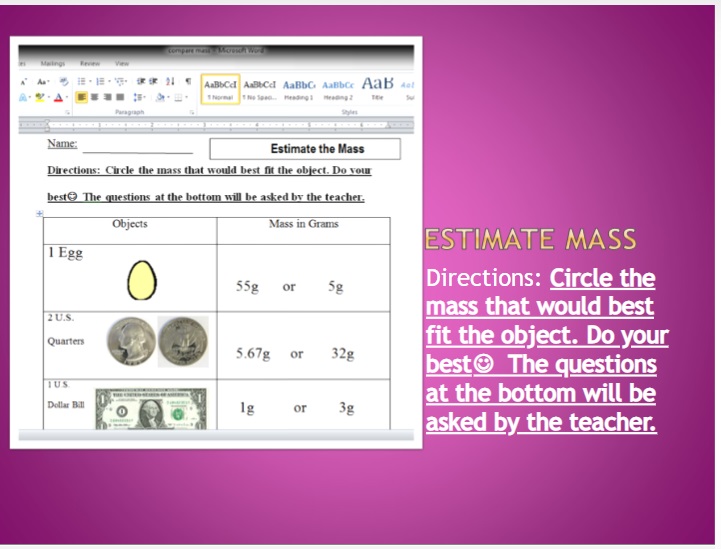 compare mass - Microsoft Word
es Mailings Review View
AaBbCcI AaBbCcI AaBbC AaBbCc AaB
¶ Normal ¶ No Spaci... Heading 1 Heading 2 Title Su
Paragraph Styles
Name:
Estimate the Mass
Directions: Circle the mass that would best fit the object. Do your
best☺ The questions at the bottom will be asked by the teacher.
Objects Mass in Grams
1 Egg
55g or 5g
2 U.S.
Quarters
5.67g or 32g
1 U.S.
Dollar Bill
1g or 3g
ESTIMATE MASS
Directions: Circle the
mass that would best
fit the object. Do your
best☺ The questions
at the bottom will be
asked by the teacher.